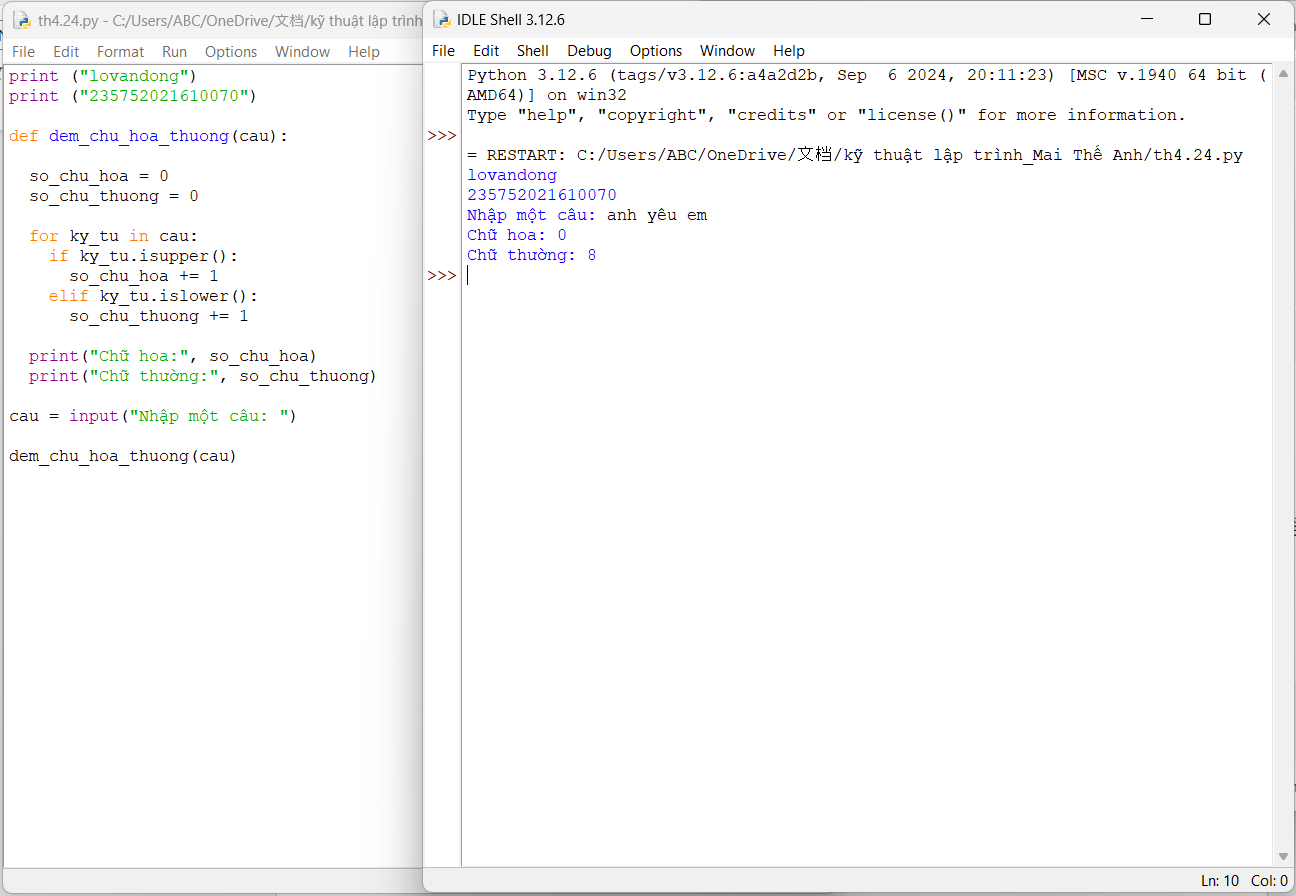 th4.24.py - C:/Users/ABC/OneDrive/文档/kỹ thuật lập trình
File Edit Format Run Options Window Help
print ("lovandong")
print ("235752021610070")
def dem_chu_hoa_thuong(cau):
so_chu_hoa = 0
so_chu_thuong = 0
for ky_tu in cau:
if ky_tu.isupper():
so_chu_hoa += 1
elif ky_tu.islower():
so_chu_thuong += 1
print("Chữ hoa:", so_chu_hoa)
print("Chữ thường:", so_chu_thuong)
cau = input("Nhập một câu: ")
dem_chu_hoa_thuong(cau)
IDLE Shell 3.12.6
File Edit Shell Debug Options Window Help
Python 3.12.6 (tags/v3.12.6:a4a2d2b, Sep  6 2024, 20:11:23) [MSC v.1940 64 bit (
AMD64)] on win32
Type "help", "copyright", "credits" or "license()" for more information.
>>>
= RESTART: C:/Users/ABC/OneDrive/文档/kỹ thuật lập trình_Mai Thế Anh/th4.24.py
lovandong
235752021610070
Nhập một câu: anh yêu em
Chữ hoa: 0
Chữ thường: 8
>>>
Ln: 10 Col: 0